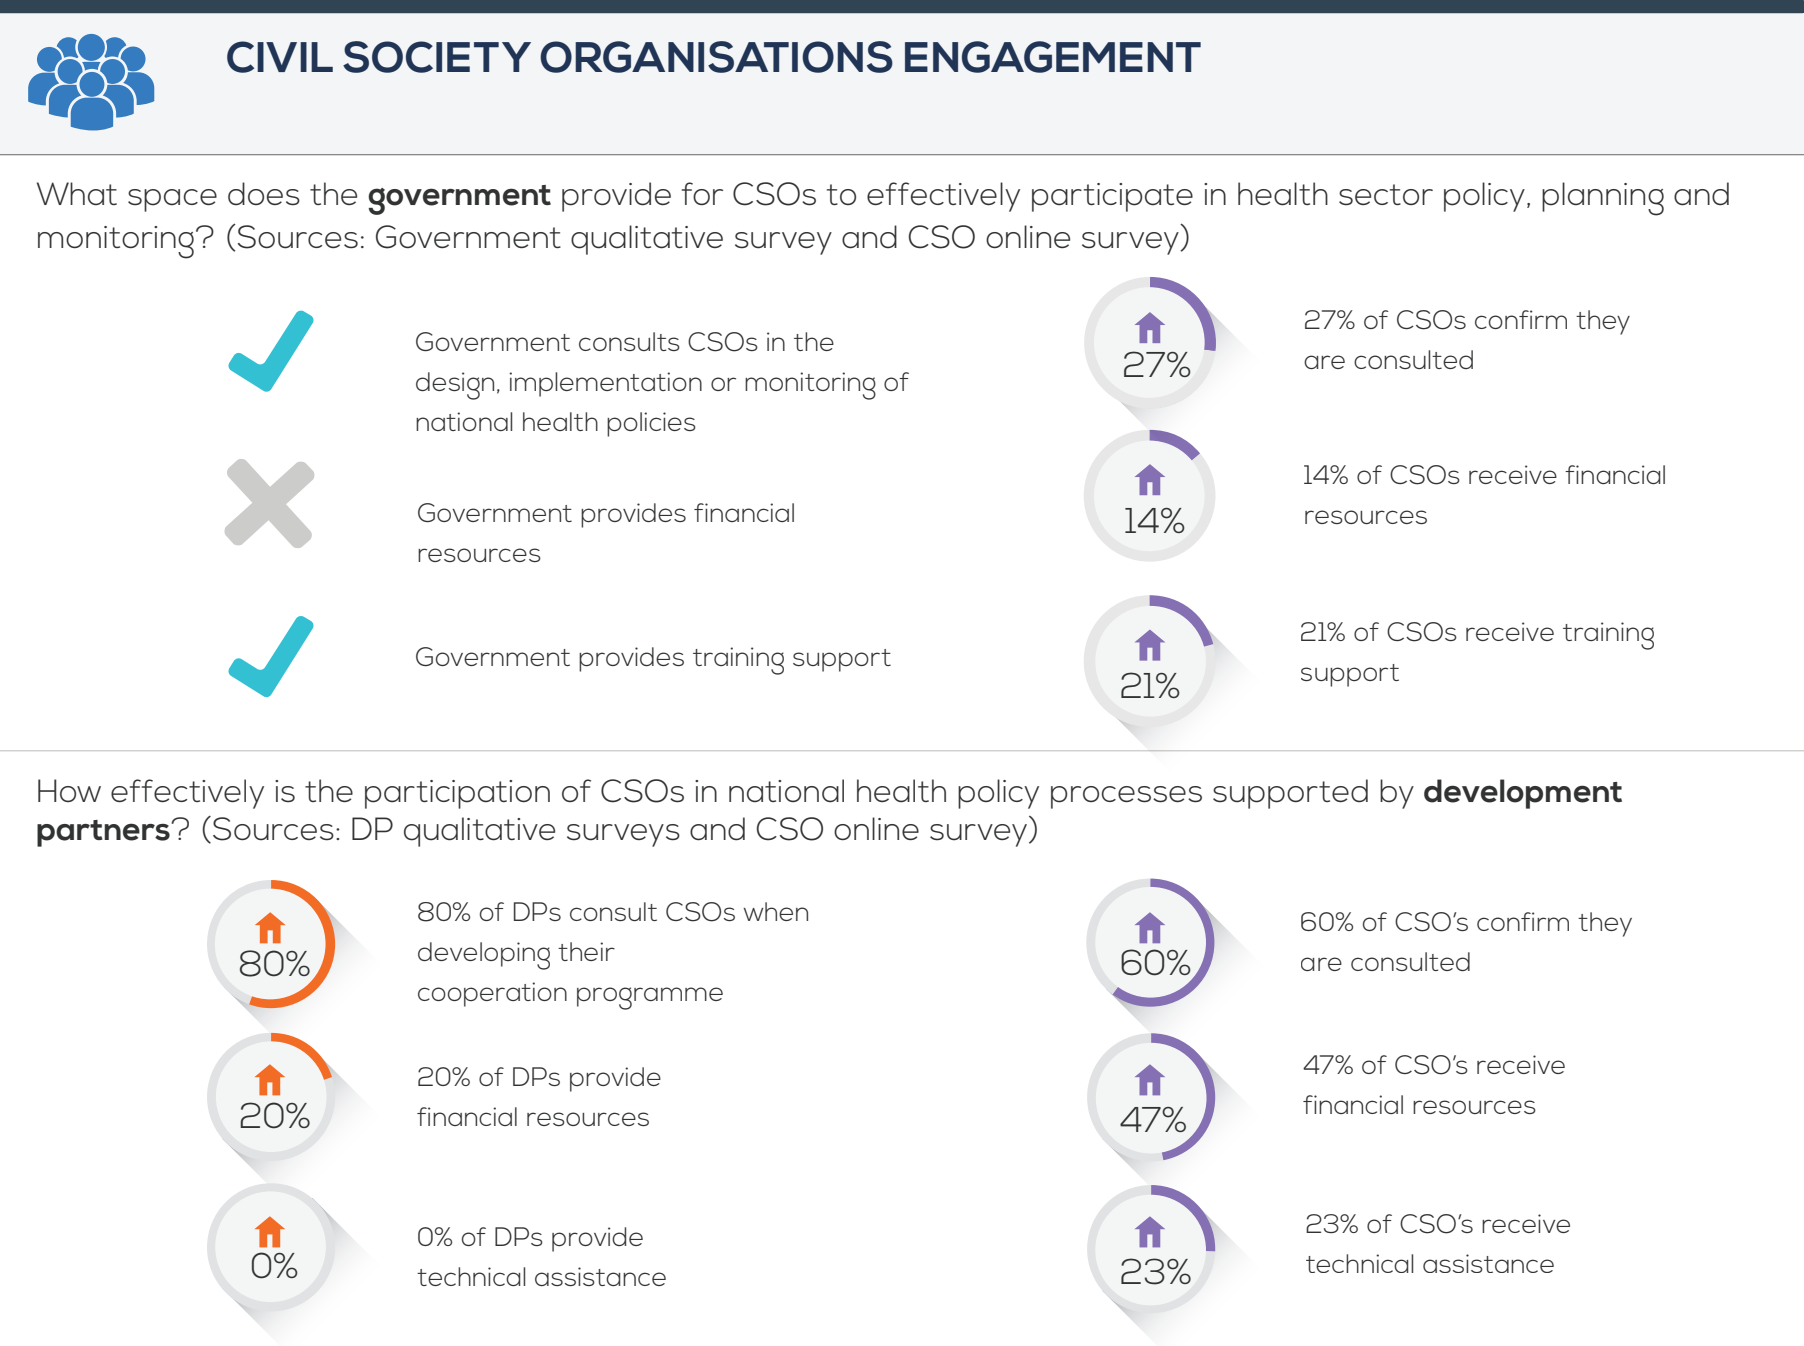 CIVIL SOCIETY ORGANISATIONS ENGAGEMENT
What space does the government provide for CSOs to effectively participate in health sector policy, planning and
monitoring? (Sources: Government qualitative survey and CSO online survey)
Government consults CSOs in the
design, implementation or monitoring of
national health policies
27%
27% of CSOs confirm they
are consulted
Government provides financial
resources
14%
14% of CSOs receive financial
resources
Government provides training support
21%
21% of CSOs receive training
support
How effectively is the participation of CSOs in national health policy processes supported by development
partners? (Sources: DP qualitative surveys and CSO online survey)
80%
80% of DPs consult CSOs when
developing their
cooperation programme
60%
60% of CSO's confirm they
are consulted
20%
20% of DPs provide
financial resources
47%
47% of CSO's receive
financial resources
0%
0% of DPs provide
technical assistance
23%
23% of CSO's receive
technical assistance